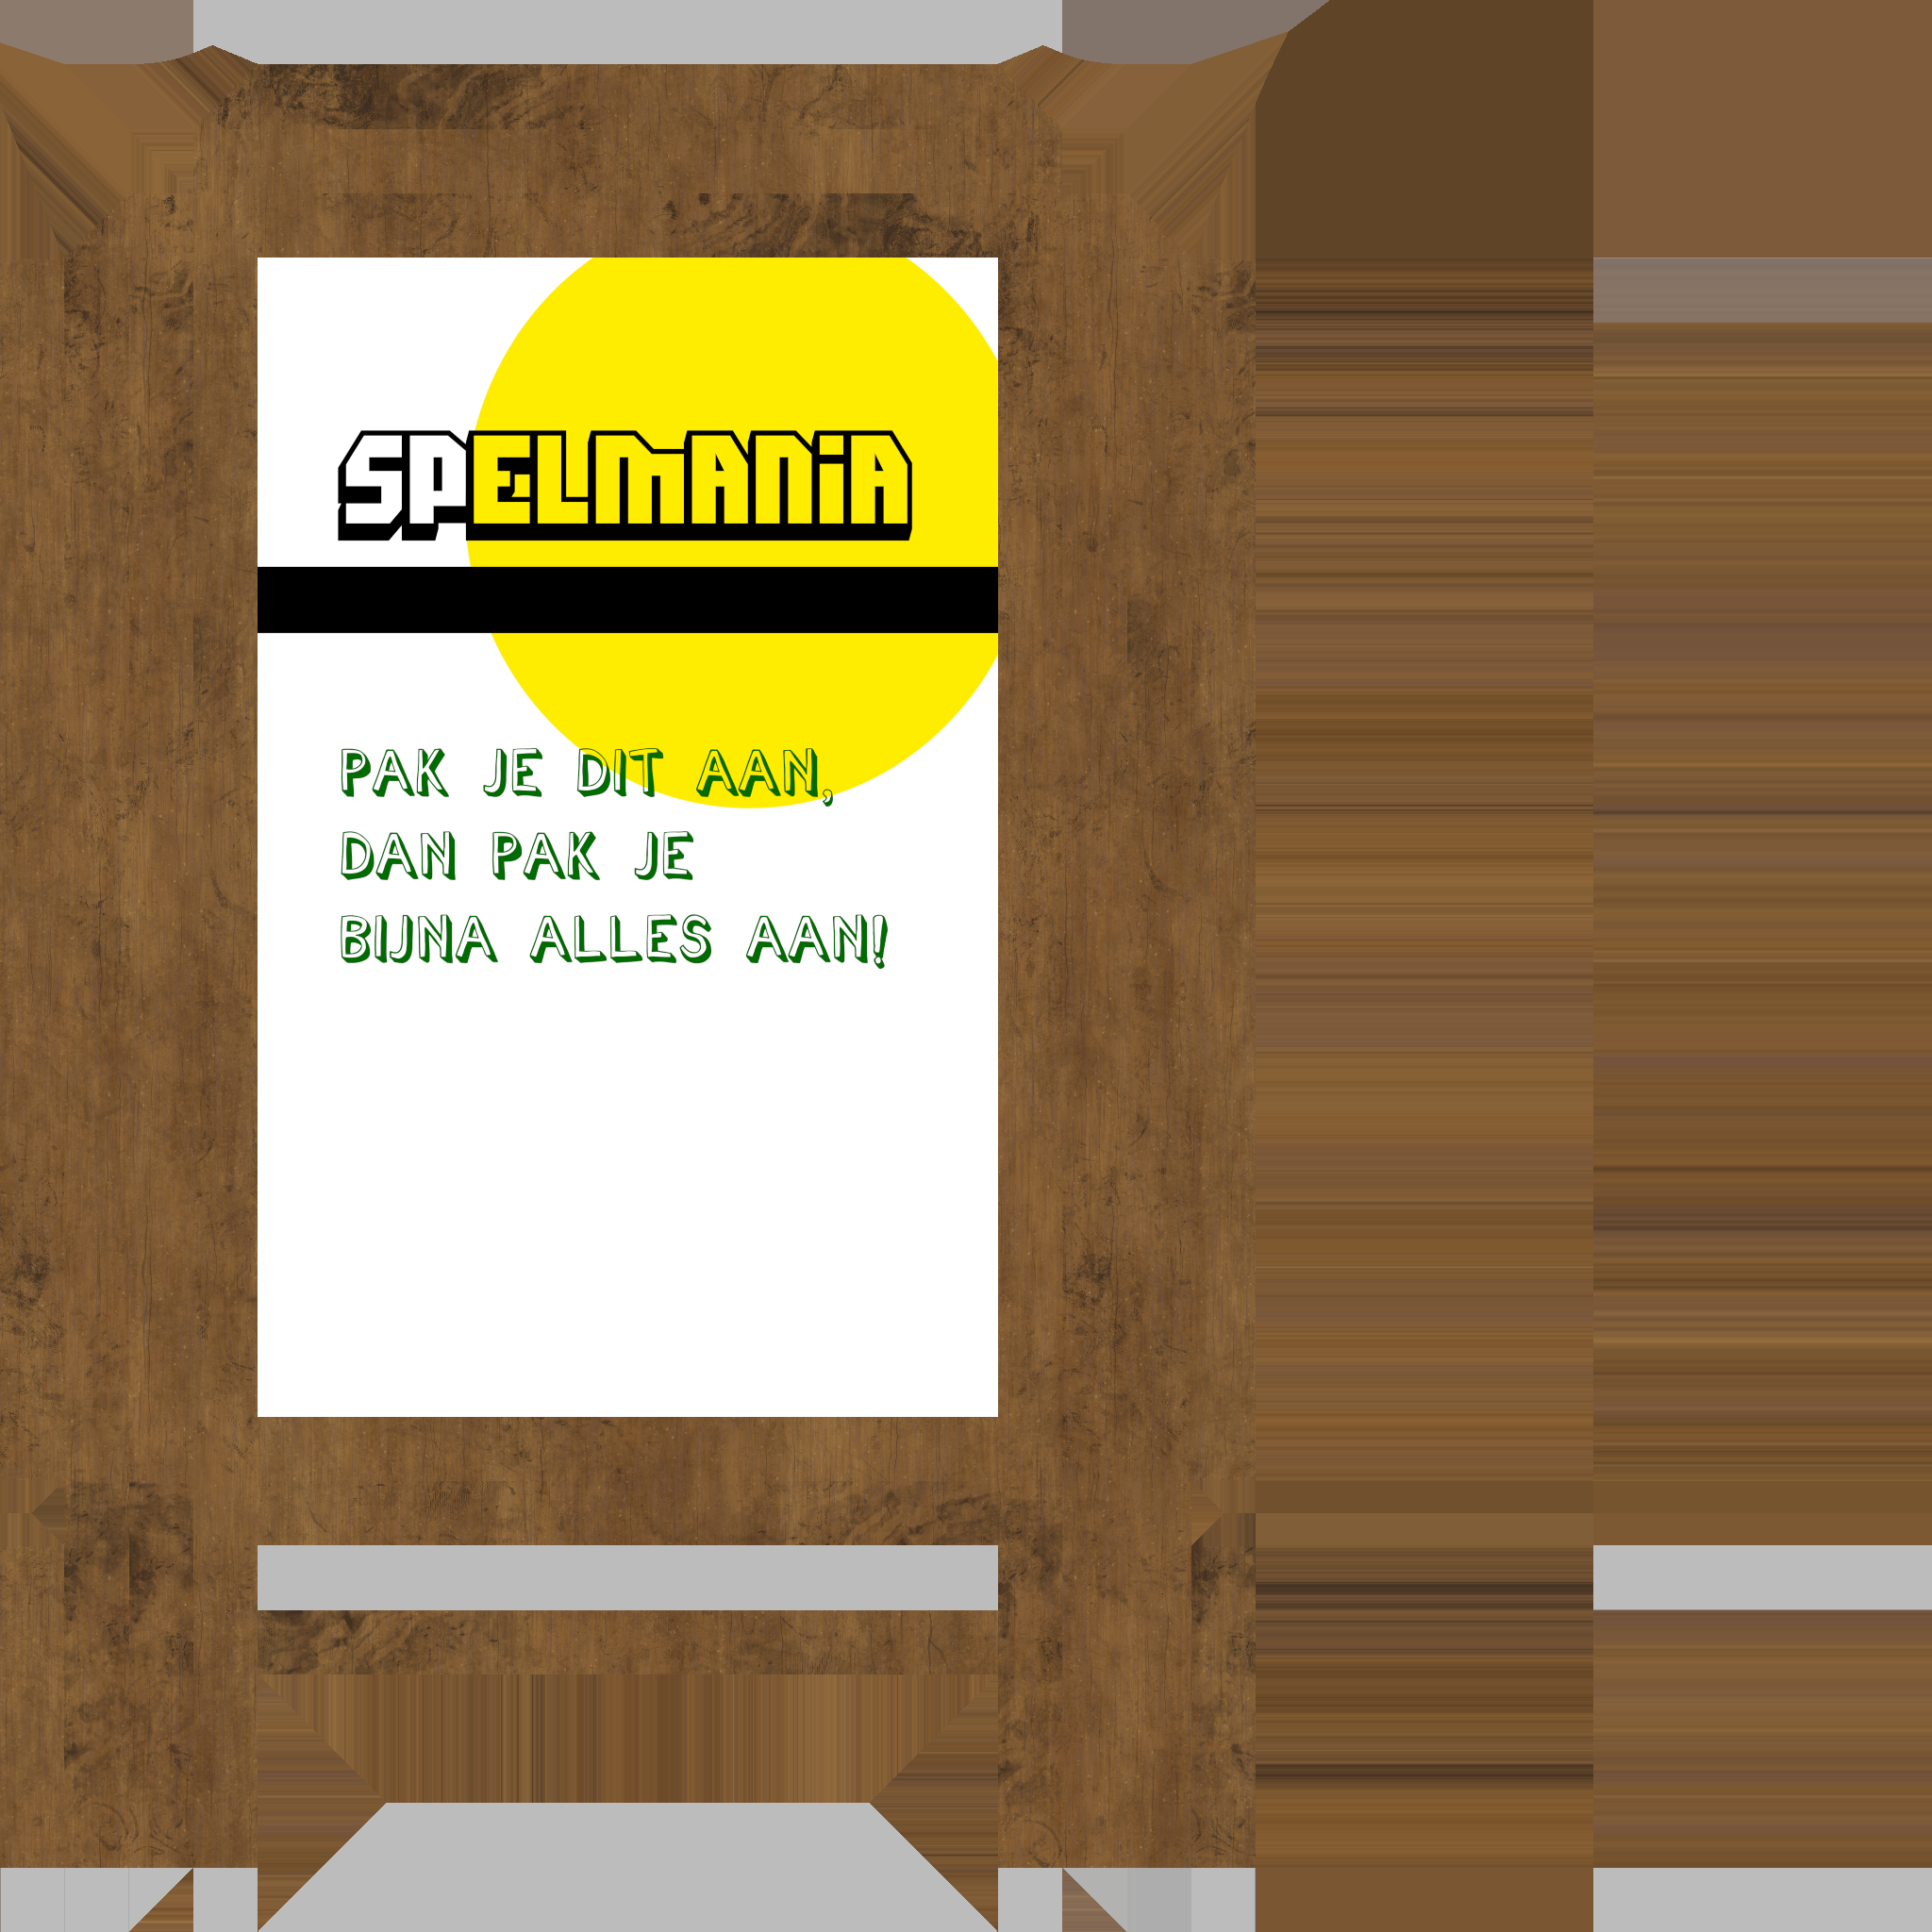 SPELMANiA
PAK JE DIT AAN,
DAN PAK JE
BIJNA ALLES AAN!